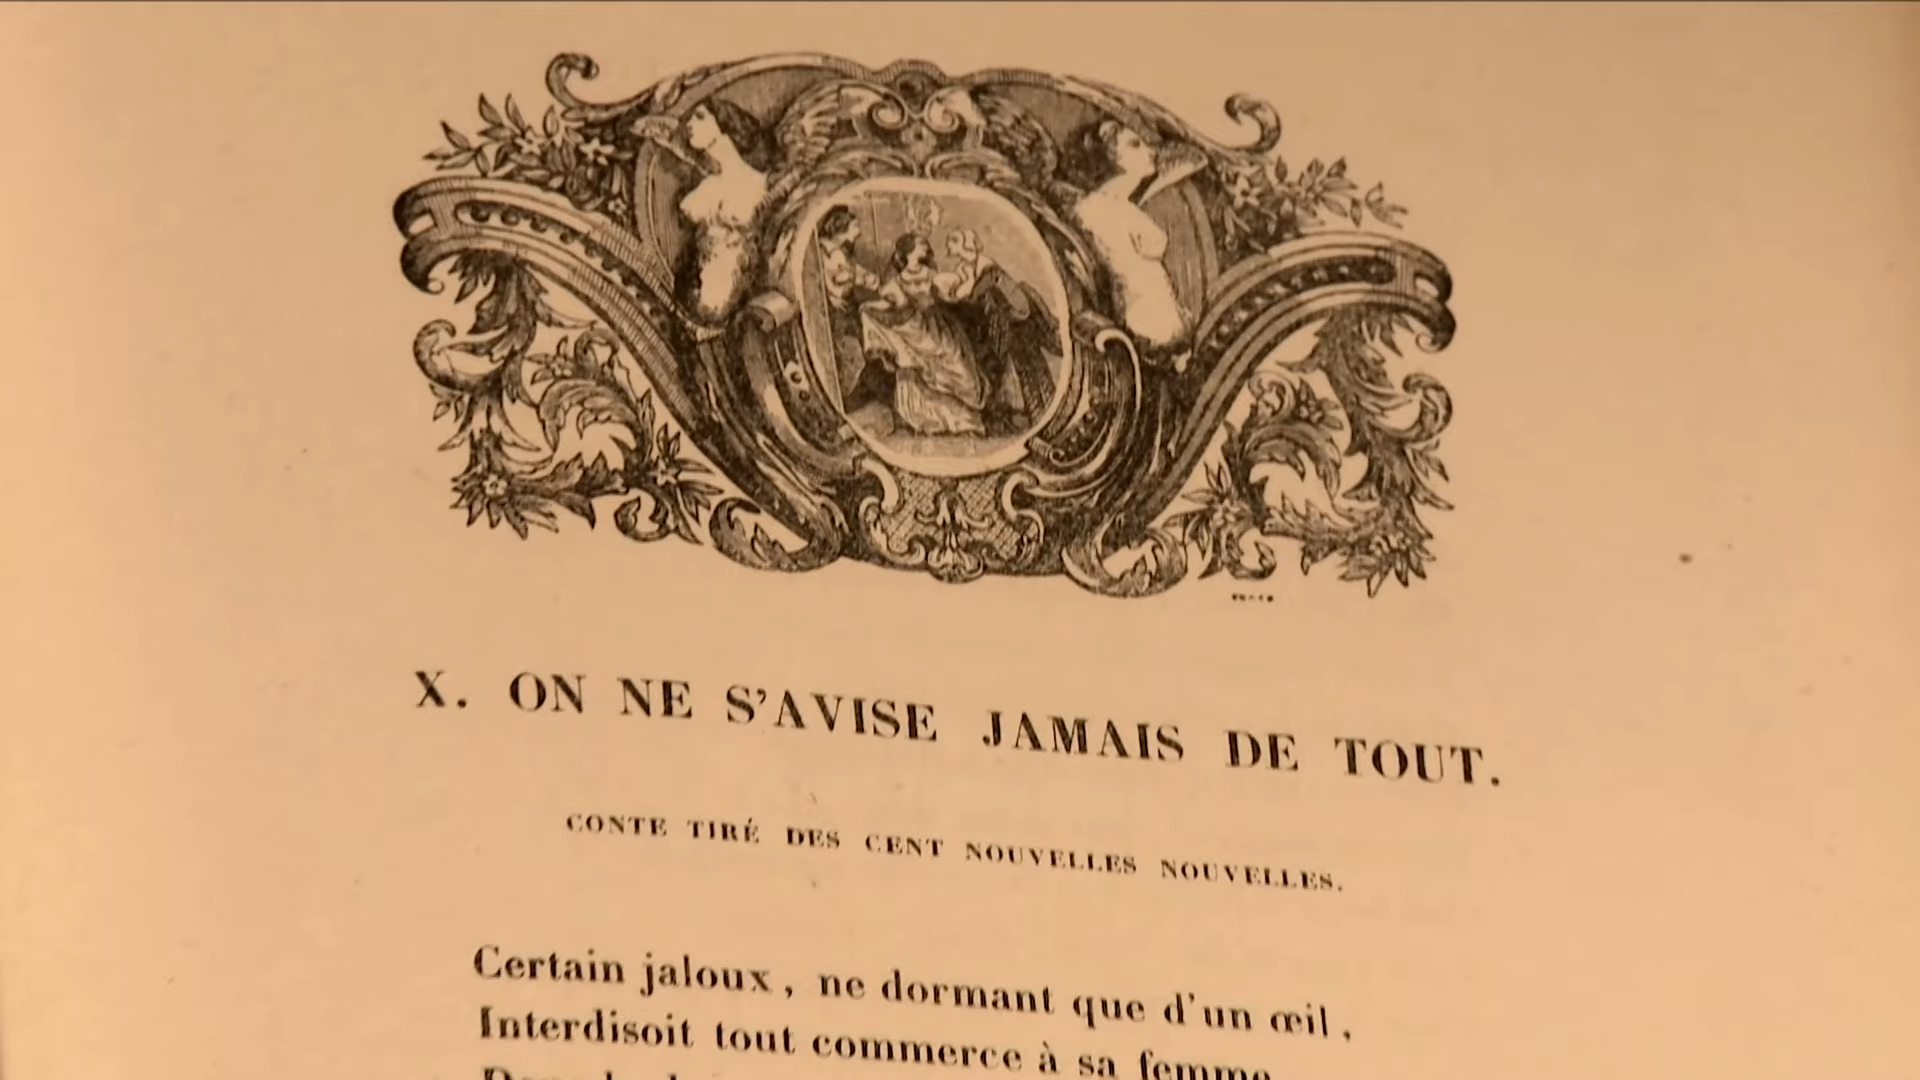 X. ON NE S'AVISE JAMAIS DE TOUT.
CONTE TIRÉ DES CENT NOUVELLES NOUVELLES.
Certain jaloux, ne dormant que d'un œil,
Interdisoit tout commerce à sa femme